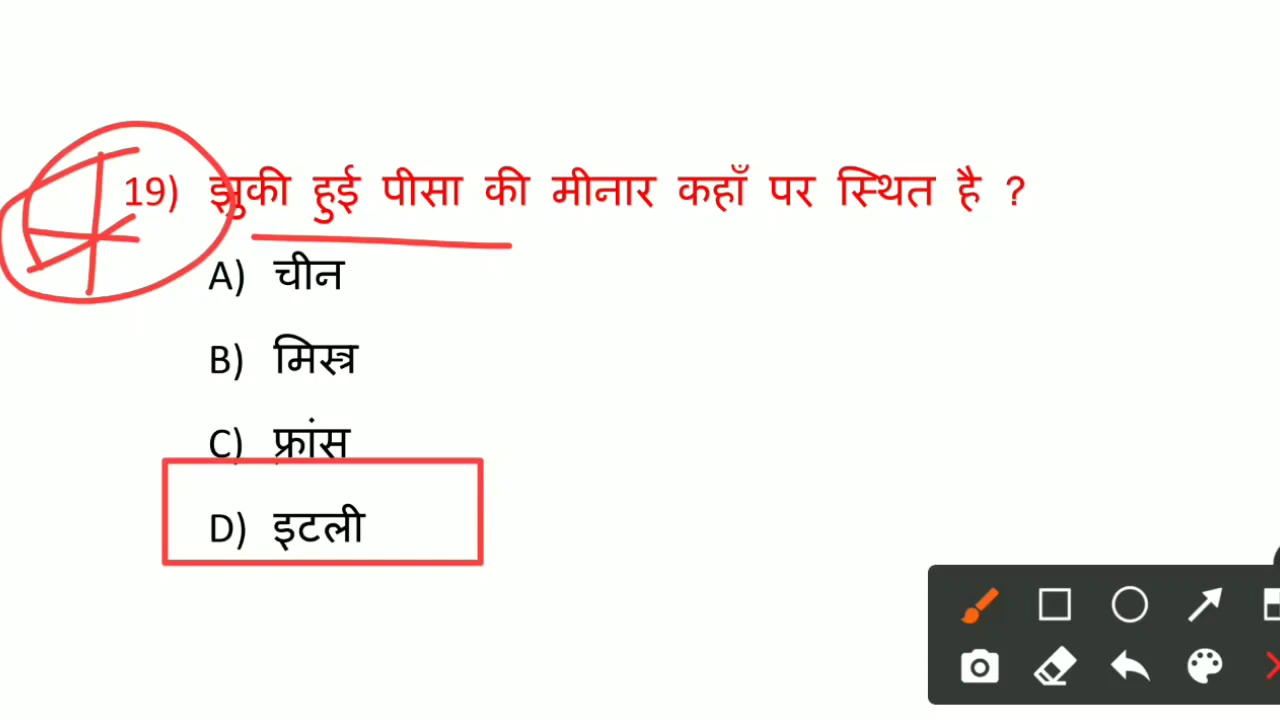 19) झुकी हुई पीसा की मीनार कहाँ पर स्थित है ?
A) चीन
B) मिस्त्र
C) फ्रांस
D) इटली